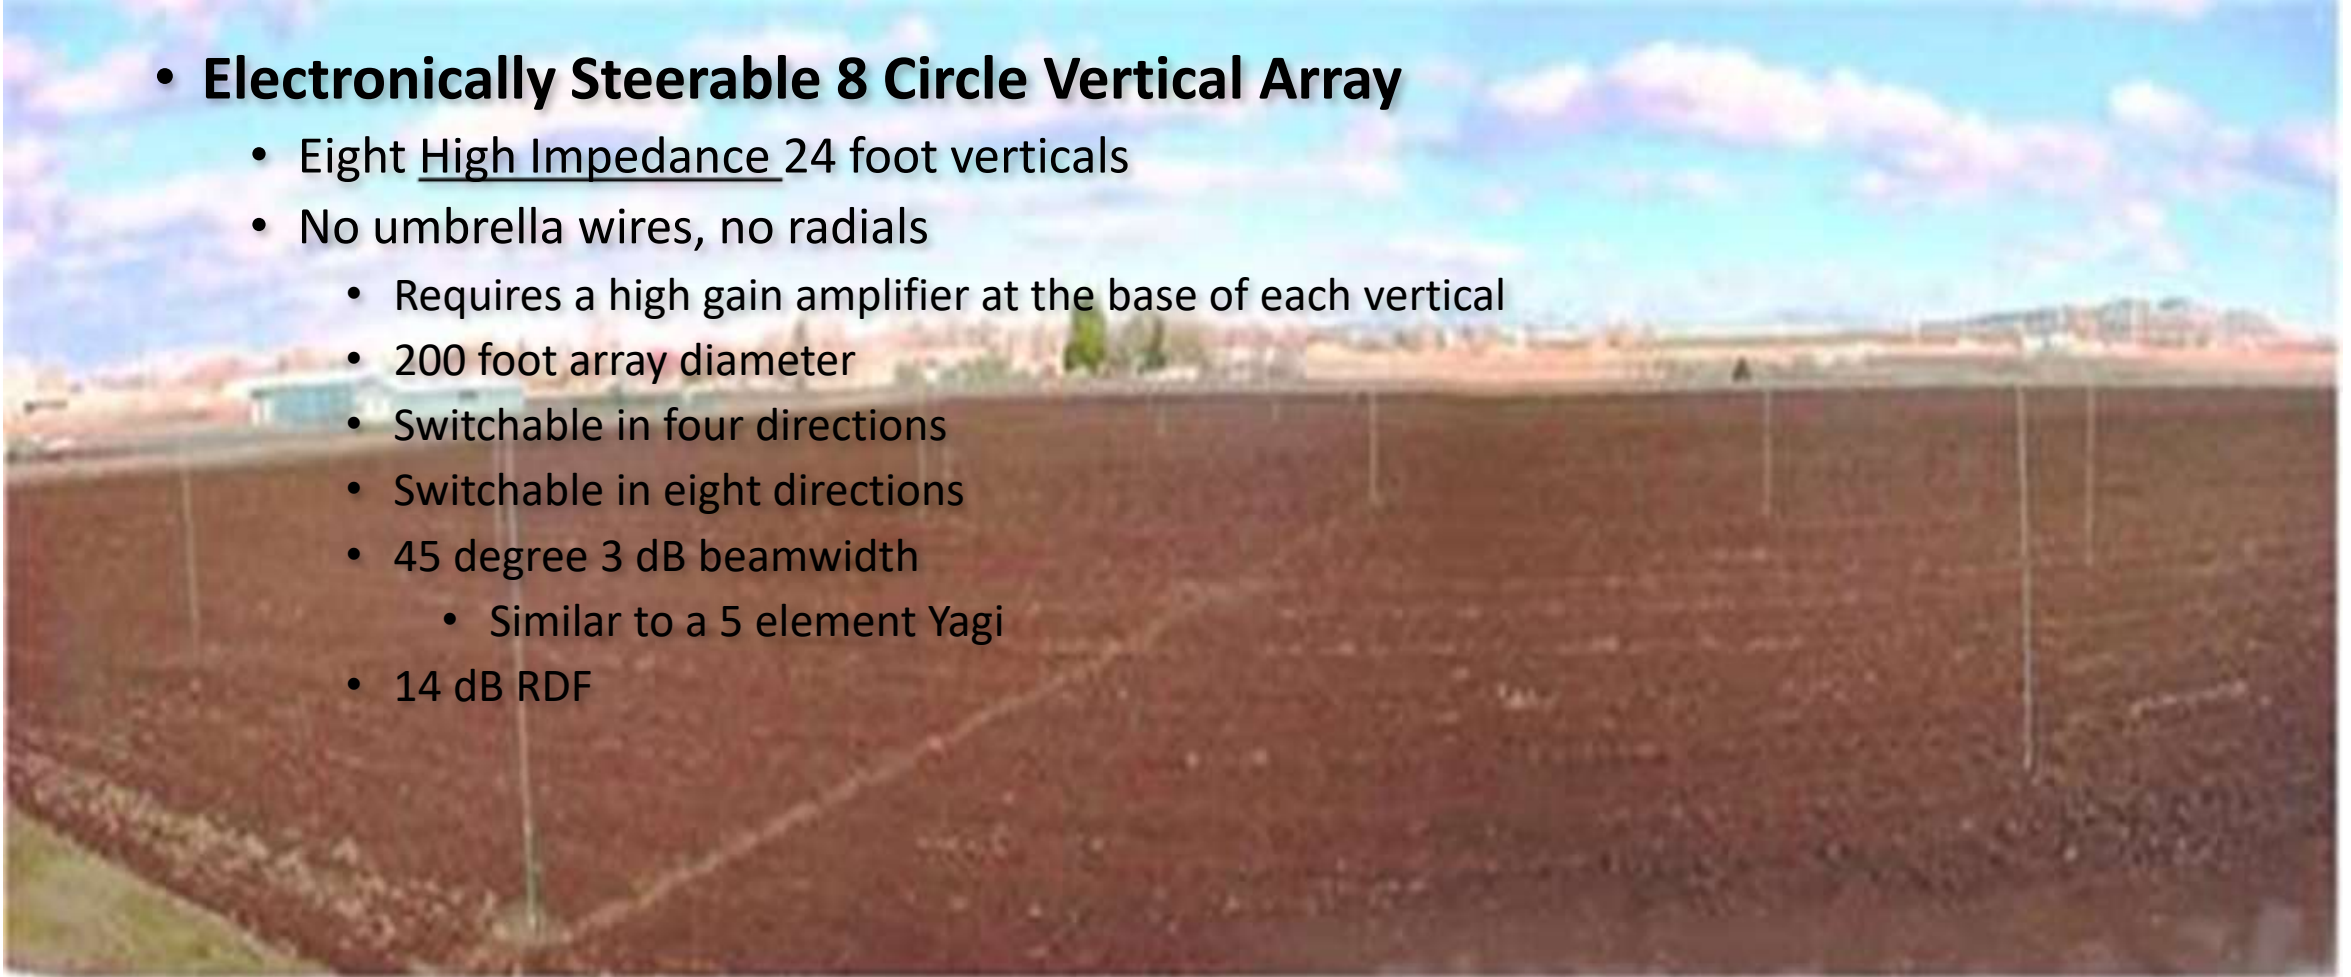 • Electronically Steerable 8 Circle Vertical Array
• Eight High Impedance 24 foot verticals
• No umbrella wires, no radials
• Requires a high gain amplifier at the base of each vertical
• 200 foot array diameter
• Switchable in four directions
• Switchable in eight directions
• 45 degree 3 dB beamwidth
• Similar to a 5 element Yagi
• 14 dB RDF